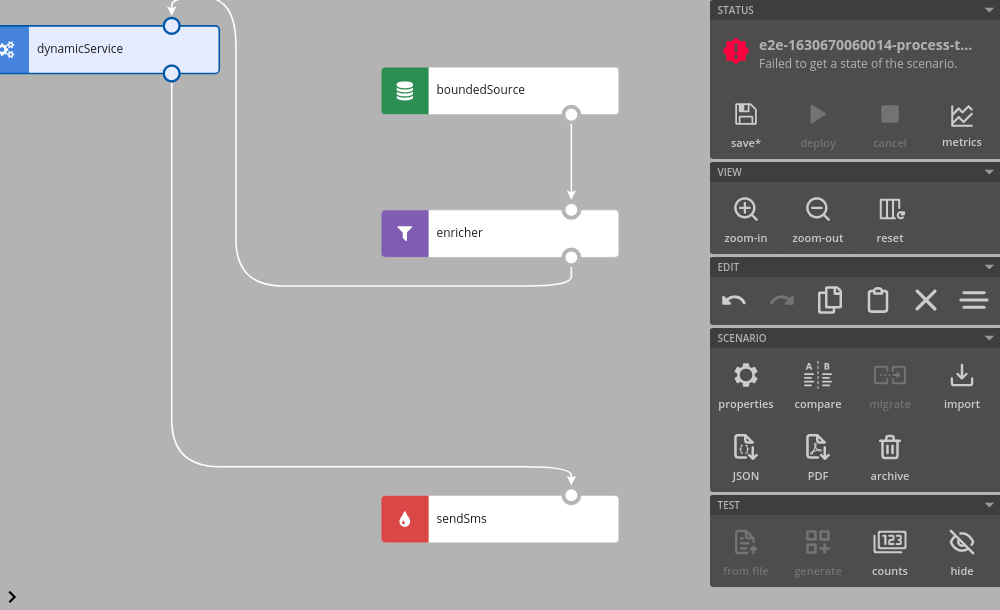 dynamicService
boundedSource
enricher
sendSms
STATUS
e2e-1630670060014-process-t...
Failed to get a state of the scenario.
save*
deploy
cancel
metrics
VIEW
zoom-in
zoom-out
reset
EDIT
SCENARIO
A B
properties
compare
migrate
import
{}
JSON
PDF
archive
TEST
123
from file
generate
counts
hide